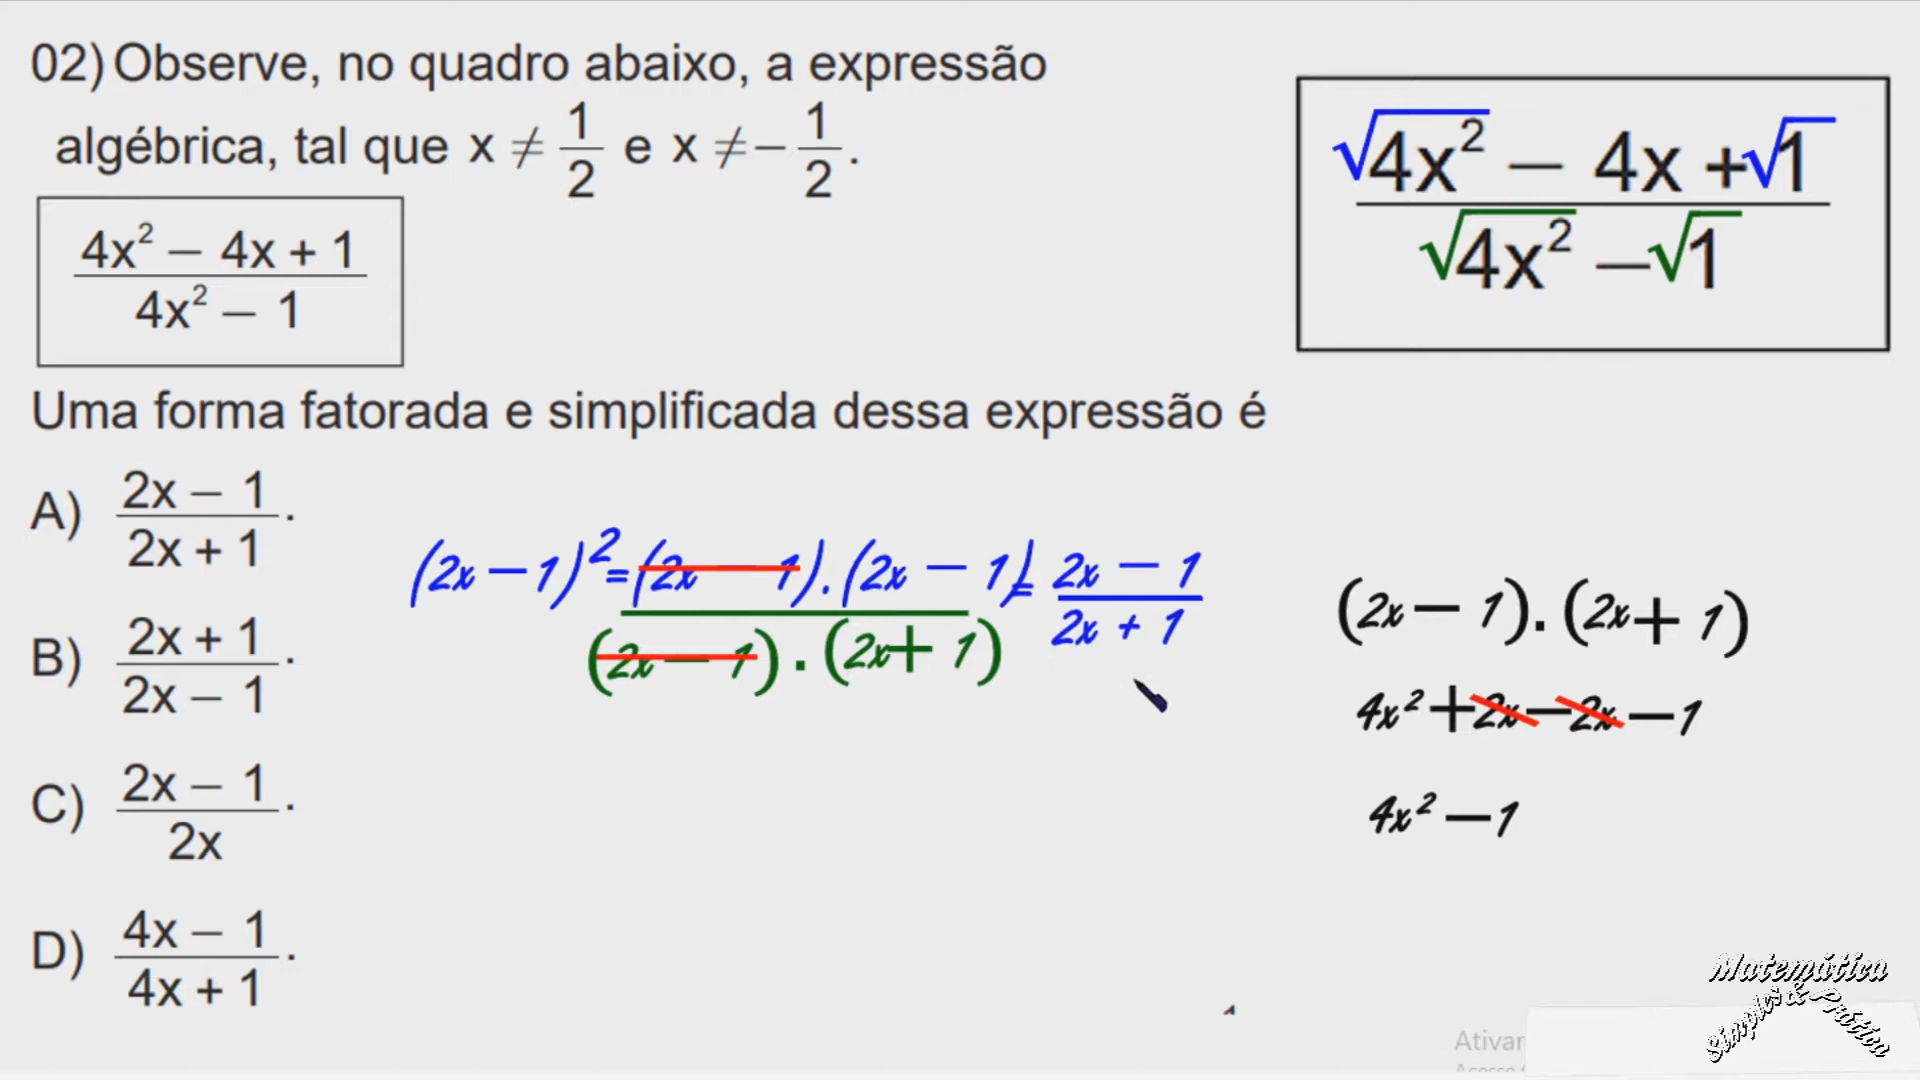 02) Observe, no quadro abaixo, a expressão
algébrica, tal que x ≠ 1/2 e x ≠ − 1/2.
4x² − 4x + 1
4x² − 1
√4x² − 4x + √1
√4x² − √1
Uma forma fatorada e simplificada dessa expressão é
A) 2x − 1
2x + 1.
B) 2x + 1
2x − 1.
C) 2x − 1
2x.
D) 4x − 1
4x + 1.
(2x − 1)² = (2x − 1).(2x − 1) = 2x − 1
(2x − 1).(2x + 1) 2x + 1
(2x − 1).(2x + 1)
4x² + 2x − 2x − 1
4x² − 1
Matemática
Simples & Prática
Ativar